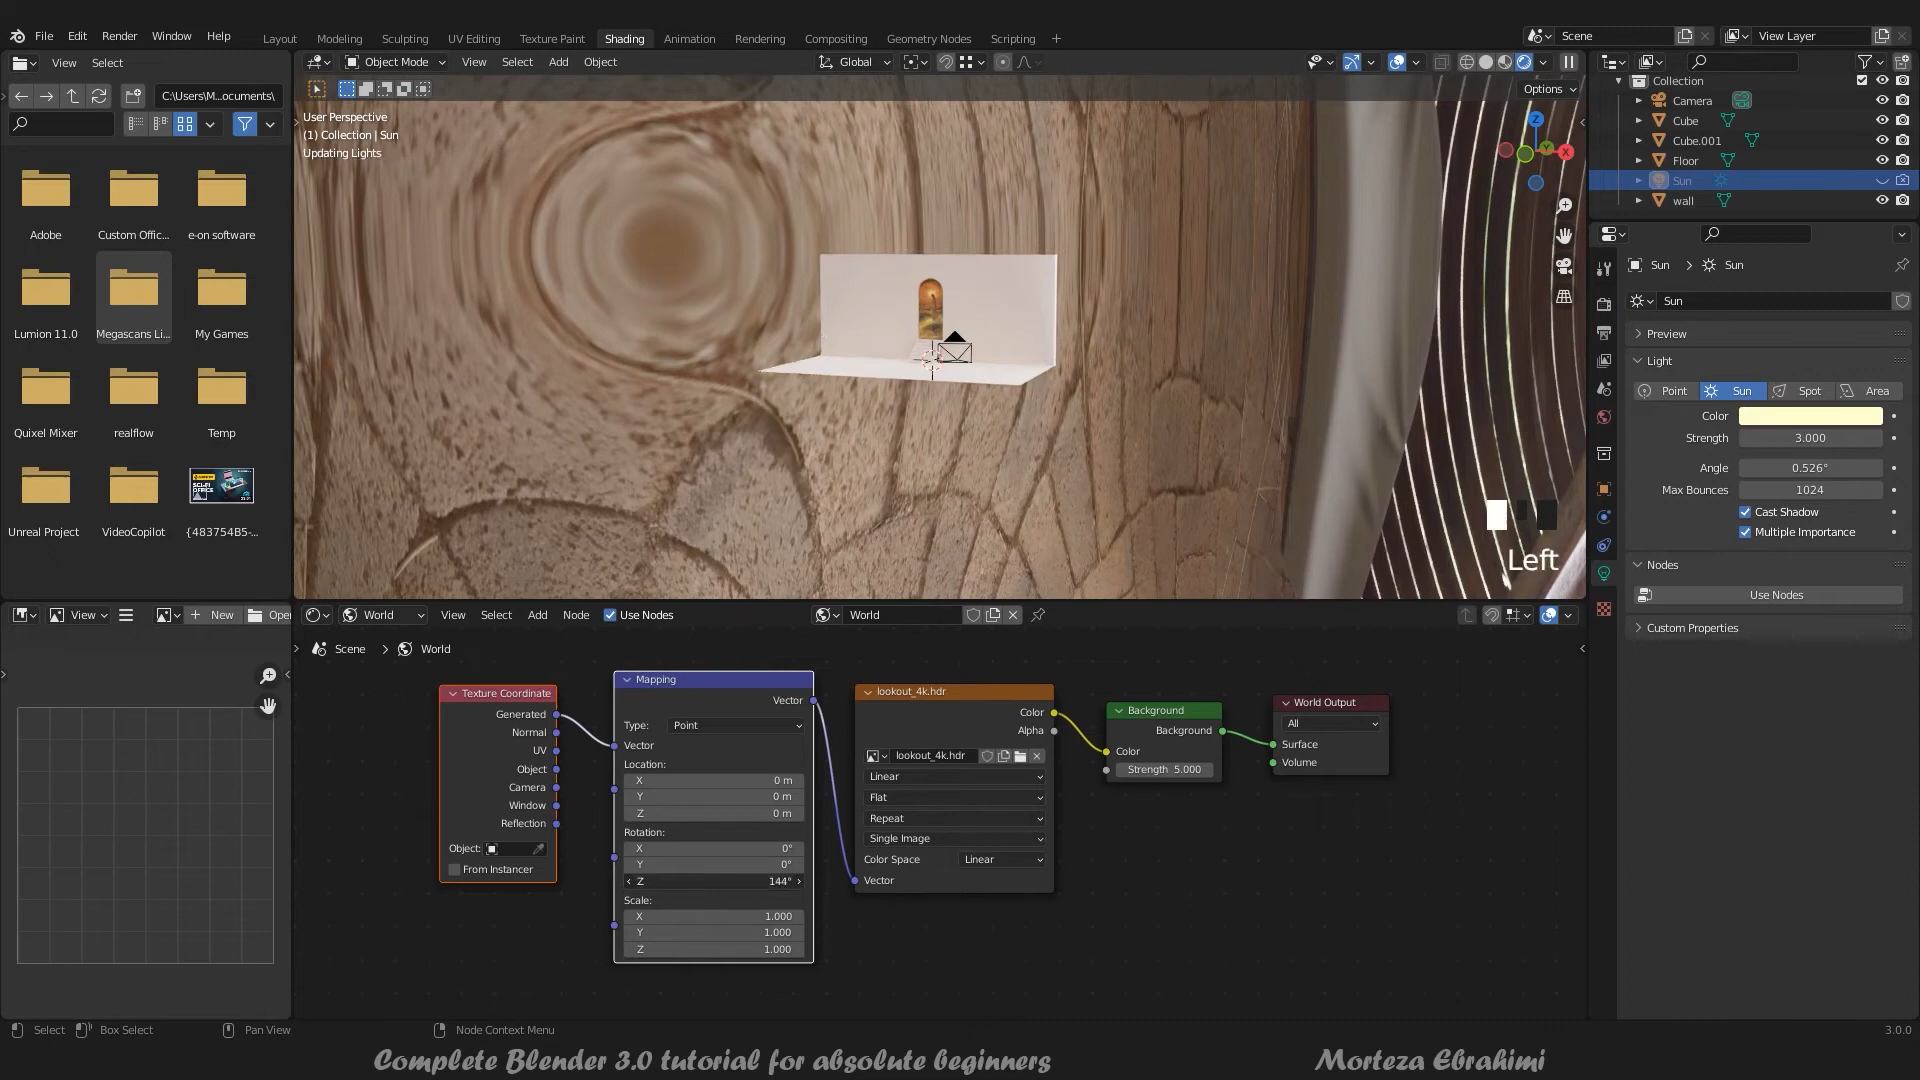 File Edit Render Window Help
Layout Modeling Sculpting UV Editing Texture Paint Shading Animation Rendering Compositing Geometry Nodes Scripting +
Scene View Layer
View Select
Object Mode View Select Add Object Global
Options
C:\Users\M...ocuments\
User Perspective
(1) Collection | Sun
Updating Lights
Z
X
Adobe Custom Offic... e-on software
Lumion 11.0 Megascans Li... My Games
Quixel Mixer realflow Temp
Unreal Project VideoCopilot {483754B5-...
Left
Collection
Camera
Cube
Cube.001
Floor
Sun
wall
Sun > Sun
Sun
Preview
Light
Point Sun Spot Area
Color
Strength 3.000
Angle 0.526°
Max Bounces 1024
Cast Shadow
Multiple Importance
Nodes
Use Nodes
Custom Properties
View New Open
World View Select Add Node Use Nodes World
Scene > World
Texture Coordinate
Generated
Normal
UV
Object
Camera
Window
Reflection
Object:
From Instancer
Mapping
Vector
Type: Point
Vector
Location:
X 0 m
Y 0 m
Z 0 m
Rotation:
X 0°
Y 0°
Z 144°
Scale:
X 1.000
Y 1.000
Z 1.000
lookout_4k.hdr
Color
Alpha
lookout_4k.hdr
Linear
Flat
Repeat
Single Image
Color Space Linear
Vector
Background
Background
Color
Strength 5.000
World Output
All
Surface
Volume
Select Box Select Pan View Node Context Menu 3.0.0
Complete Blender 3.0 tutorial for absolute beginners Morteza Ebrahimi